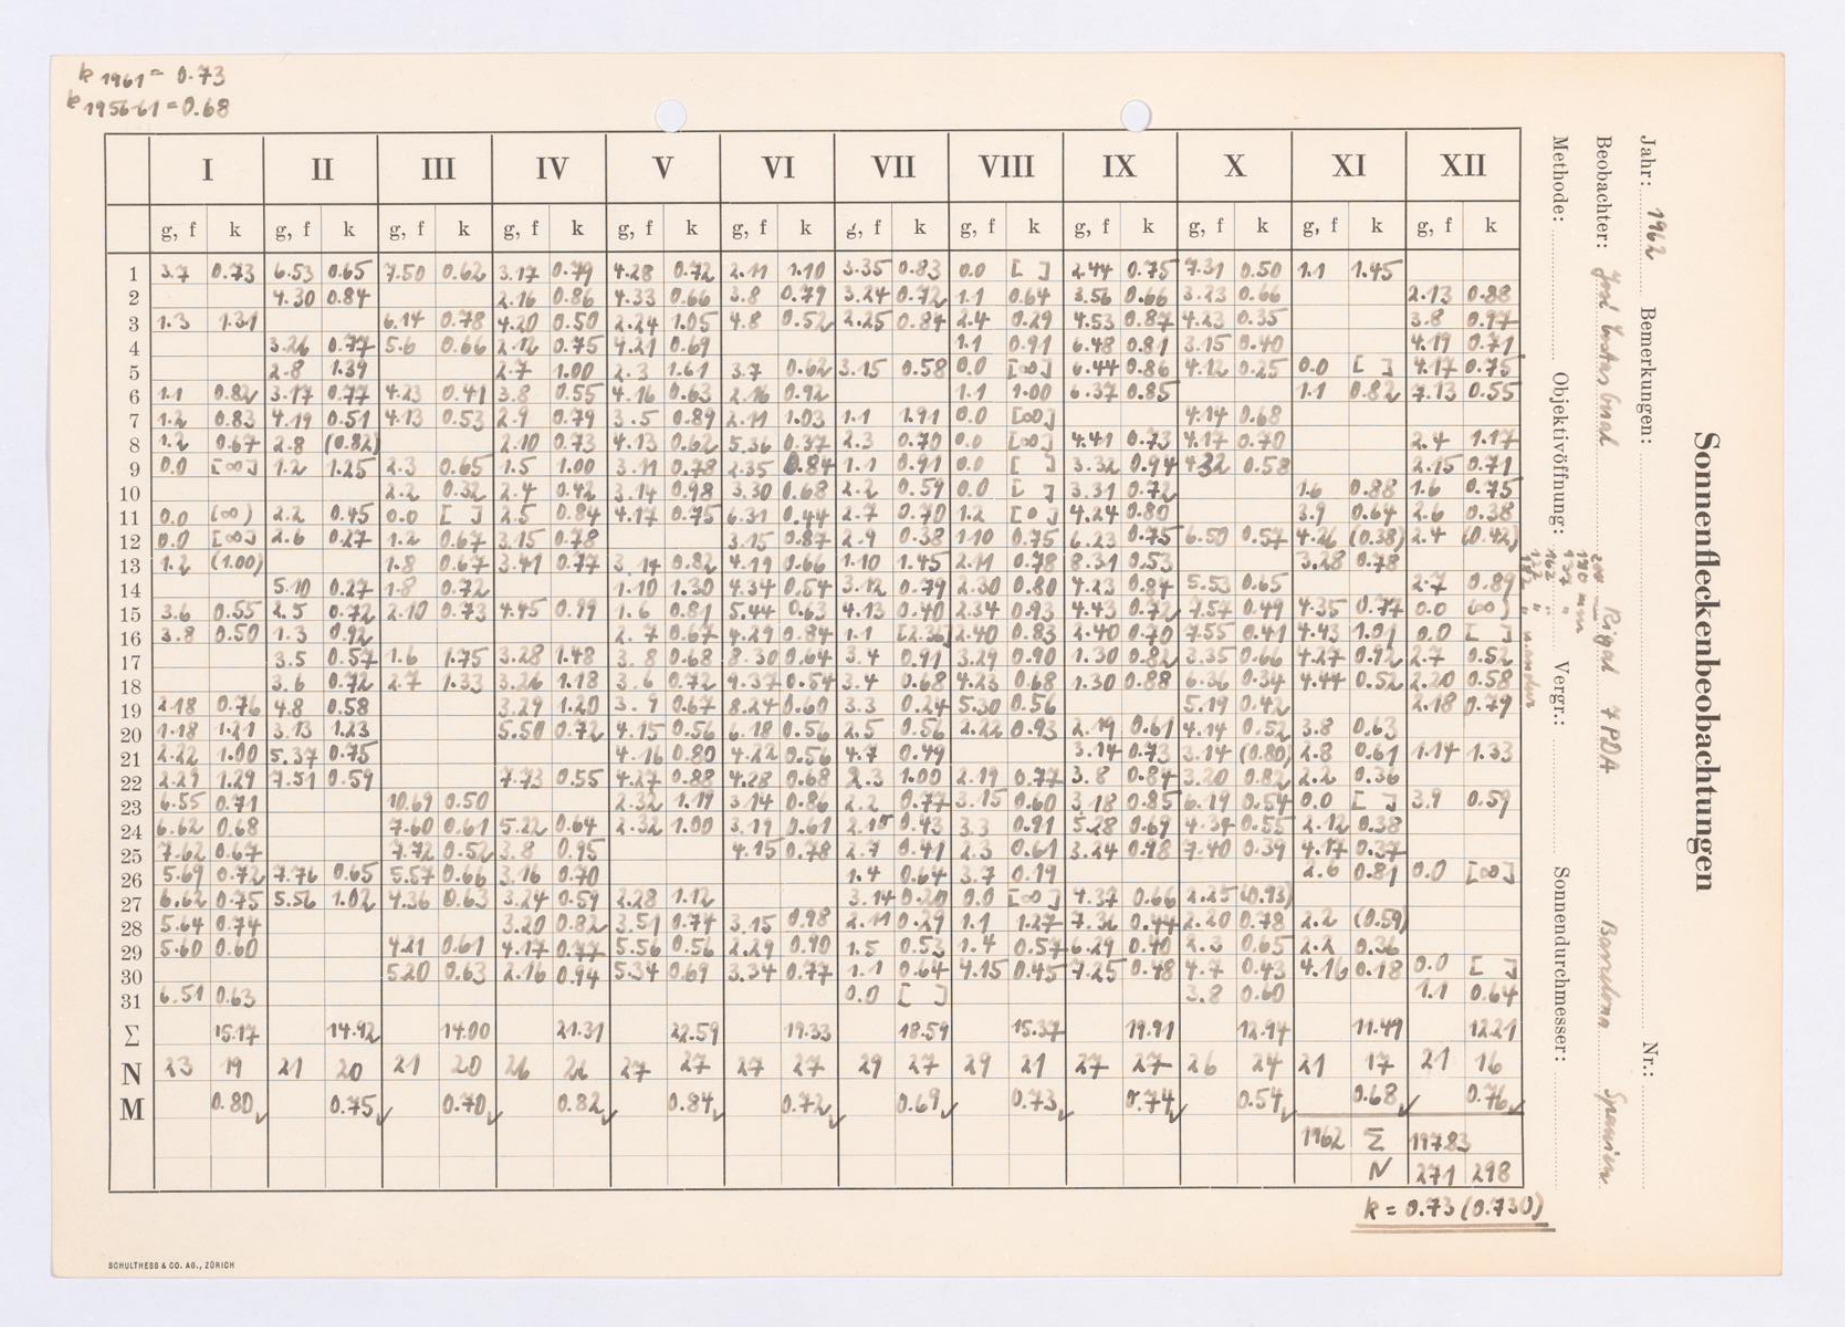 k 1961 = 0.73
k 1956-61 = 0.68
Sonnenfleckenbeobachtungen
Jahr: 1962 Bemerkungen: Nr.:
Beobachter: Barcelona Spanien
Methode: Objektivöffnung: Vergr.: Sonnendurchmesser:
I II III IV V VI VII VIII IX X XI XII
g, f k g, f k g, f k g, f k g, f k g, f k g, f k g, f k g, f k g, f k g, f k g, f k
1 3.7 0.73 6.53 0.65 7.50 0.62 3.17 0.79 4.28 0.72 2.11 1.10 3.35 0.83 0.0 [ ] 2.44 0.75 7.31 0.50 1.1 1.45
2 4.30 0.84 2.16 0.86 4.33 0.66 3.8 0.79 3.24 0.72 1.1 0.64 3.56 0.66 3.23 0.66 2.13 0.88
3 1.3 1.31 6.14 0.78 4.20 0.50 2.24 1.05 4.8 0.52 2.25 0.84 2.4 0.29 4.53 0.87 4.23 0.35 3.8 0.97
4 3.26 0.77 5.6 0.66 2.12 0.75 4.21 0.69 1.1 0.91 6.48 0.81 3.15 0.40 4.19 0.71
5 2.8 1.39 2.7 1.00 2.3 1.61 3.7 0.62 3.15 0.58 0.0 [∞] 6.44 0.86 4.12 0.25 0.0 [ ] 4.17 0.75
6 1.1 0.82 3.17 0.77 4.23 0.41 3.8 0.55 4.16 0.63 2.16 0.92 1.1 1.00 6.37 0.85 1.1 0.82 7.13 0.55
7 1.2 0.83 4.19 0.51 4.13 0.53 2.9 0.79 3.5 0.89 2.11 1.03 1.1 1.91 0.0 [∞] 4.14 0.68
8 1.2 0.67 2.8 (0.82) 2.10 0.73 4.13 0.62 5.36 0.37 2.3 0.70 0.0 [∞] 4.41 0.73 4.17 0.70 2.4 1.17
9 0.0 [∞] 1.2 1.25 2.3 0.65 1.5 1.00 3.11 0.78 2.35 0.84 1.1 0.91 0.0 [ ] 3.32 0.94 4.32 0.58 2.15 0.71
10 2.2 0.32 2.4 0.42 3.14 0.98 3.30 0.68 2.2 0.59 0.0 [ ] 3.31 0.72 1.6 0.88 1.6 0.75
11 0.0 (∞) 2.2 0.45 0.0 [ ] 2.5 0.84 4.17 0.75 6.31 0.44 2.7 0.70 1.2 [0] 4.24 0.80 3.9 0.64 2.6 0.38
12 0.0 [∞] 2.6 0.27 1.2 0.67 3.15 0.78 3.15 0.87 2.9 0.38 1.10 0.75 6.23 0.75 6.50 0.57 4.26 (0.38) 2.4 (0.42)
13 1.2 (1.00) 1.8 0.67 3.41 0.77 3.14 0.82 4.19 0.66 1.10 1.45 2.11 0.78 8.31 0.53 3.28 0.78
14 5.10 0.27 1.8 0.72 1.10 1.30 4.34 0.54 3.12 0.79 2.30 0.80 4.23 0.84 5.53 0.65 2.7 0.89
15 3.6 0.55 2.5 0.72 2.10 0.73 4.45 0.99 1.6 0.81 5.44 0.63 4.13 0.40 2.34 0.93 4.43 0.72 7.57 0.49 4.35 0.77 0.0 (∞)
16 3.8 0.50 1.3 0.92 2.7 0.67 4.29 0.84 1.1 [2.36] 2.40 0.83 2.40 0.70 7.55 0.41 4.43 1.01 0.0 [ ]
17 3.5 0.57 1.6 1.75 3.28 1.48 3.8 0.68 8.30 0.64 3.4 0.91 3.29 0.90 1.30 0.82 3.35 0.66 4.27 0.92 2.7 0.52
18 3.6 0.72 2.7 1.33 3.26 1.18 3.6 0.72 9.37 0.54 3.4 0.68 4.23 0.68 1.30 0.88 6.36 0.34 4.44 0.52 2.20 0.58
19 2.18 0.76 4.8 0.58 3.29 1.20 3.9 0.67 8.24 0.60 3.3 0.24 5.30 0.56 5.19 0.42 2.18 0.79
20 1.18 1.21 3.13 1.23 5.50 0.72 4.15 0.56 6.18 0.56 2.5 0.56 2.22 0.93 2.19 0.61 4.14 0.52 3.8 0.63
21 2.22 1.00 5.37 0.75 4.16 0.80 4.22 0.56 4.7 0.49 3.14 0.73 3.14 (0.80) 2.8 0.61 1.14 1.33
22 2.29 1.29 7.51 0.59 7.73 0.55 4.27 0.88 4.28 0.68 2.3 1.00 2.19 0.77 3.8 0.84 3.20 0.82 2.2 0.36
23 6.55 0.71 10.69 0.50 2.32 1.19 3.14 0.86 2.2 0.77 3.15 0.60 3.18 0.85 6.19 0.54 0.0 [ ] 3.9 0.59
24 6.62 0.68 7.60 0.61 5.22 0.64 2.32 1.00 3.19 0.61 2.15 0.43 3.3 0.91 5.28 0.69 4.34 0.55 2.12 0.38
25 7.62 0.67 7.72 0.52 3.8 0.95 4.15 0.78 2.7 0.41 2.3 0.61 3.24 0.98 7.40 0.39 4.17 0.37
26 5.69 0.72 7.76 0.65 5.57 0.66 3.16 0.70 1.4 0.64 3.7 0.19 2.6 0.81 0.0 [∞]
27 6.62 0.75 5.56 1.02 4.36 0.63 3.24 0.59 2.28 1.12 3.14 0.20 0.0 [∞] 4.37 0.66 2.25 (0.93)
28 5.64 0.74 3.20 0.82 3.51 0.74 3.15 0.98 2.11 0.29 1.1 1.27 7.36 0.44 2.20 0.78 2.2 (0.59)
29 5.60 0.60 4.21 0.61 4.17 0.77 5.56 0.56 2.29 0.90 1.5 0.53 1.4 0.57 6.29 0.40 2.3 0.65 2.2 0.36
30 5.20 0.63 2.16 0.94 5.34 0.69 3.34 0.77 1.1 0.64 4.15 0.45 7.25 0.48 4.7 0.43 4.16 0.18 0.0 [ ]
31 6.51 0.63 0.0 [ ] 3.8 0.60 1.1 0.64
Σ 15.17 14.92 14.00 21.31 22.59 19.33 18.59 15.37 19.91 12.94 11.49 12.21
N 23 19 21 20 21 20 26 26 27 27 27 27 29 27 29 21 27 27 26 24 21 17 21 16
M 0.80 0.75 0.70 0.82 0.84 0.72 0.69 0.73 0.74 0.54 0.68 0.76
1962 Σ 197.83
N 271 298
k = 0.73 (0.730)
SCHULTHESS & CO. AG., ZÜRICH